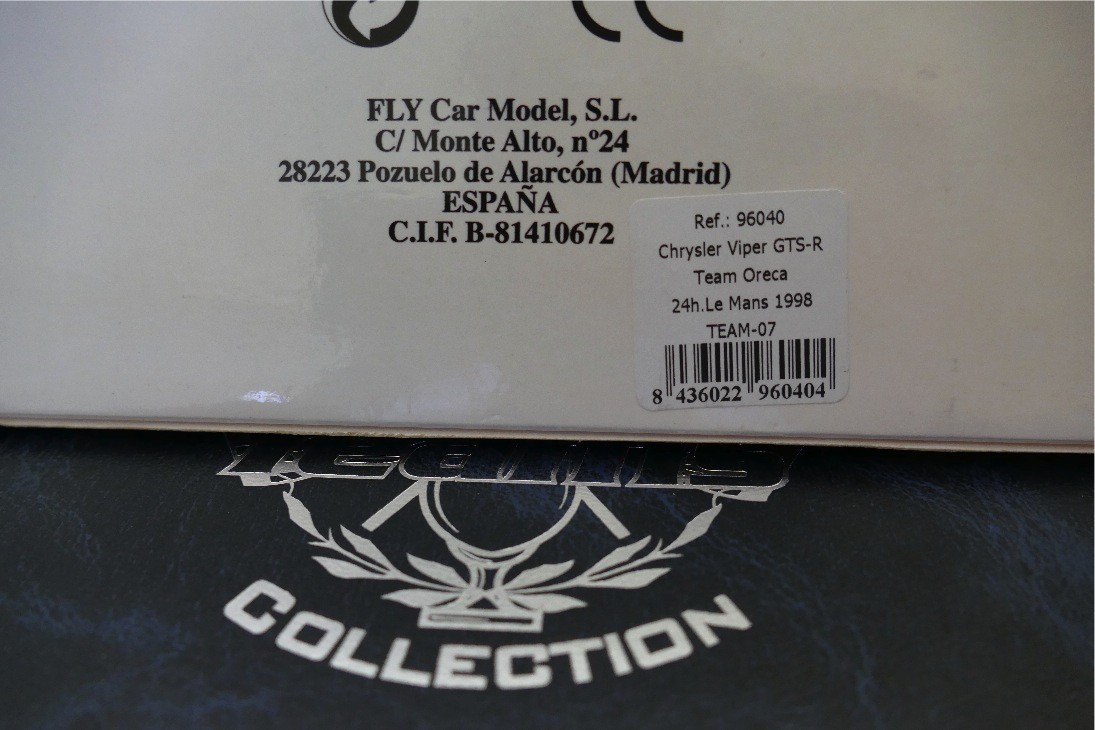 FLY Car Model, S.L.
C/ Monte Alto, nº24
28223 Pozuelo de Alarcón (Madrid)
ESPAÑA
C.I.F. B-81410672
Ref.: 96040
Chrysler Viper GTS-R
Team Oreca
24h.Le Mans 1998
TEAM-07
8 436022 960404
COLLECTION